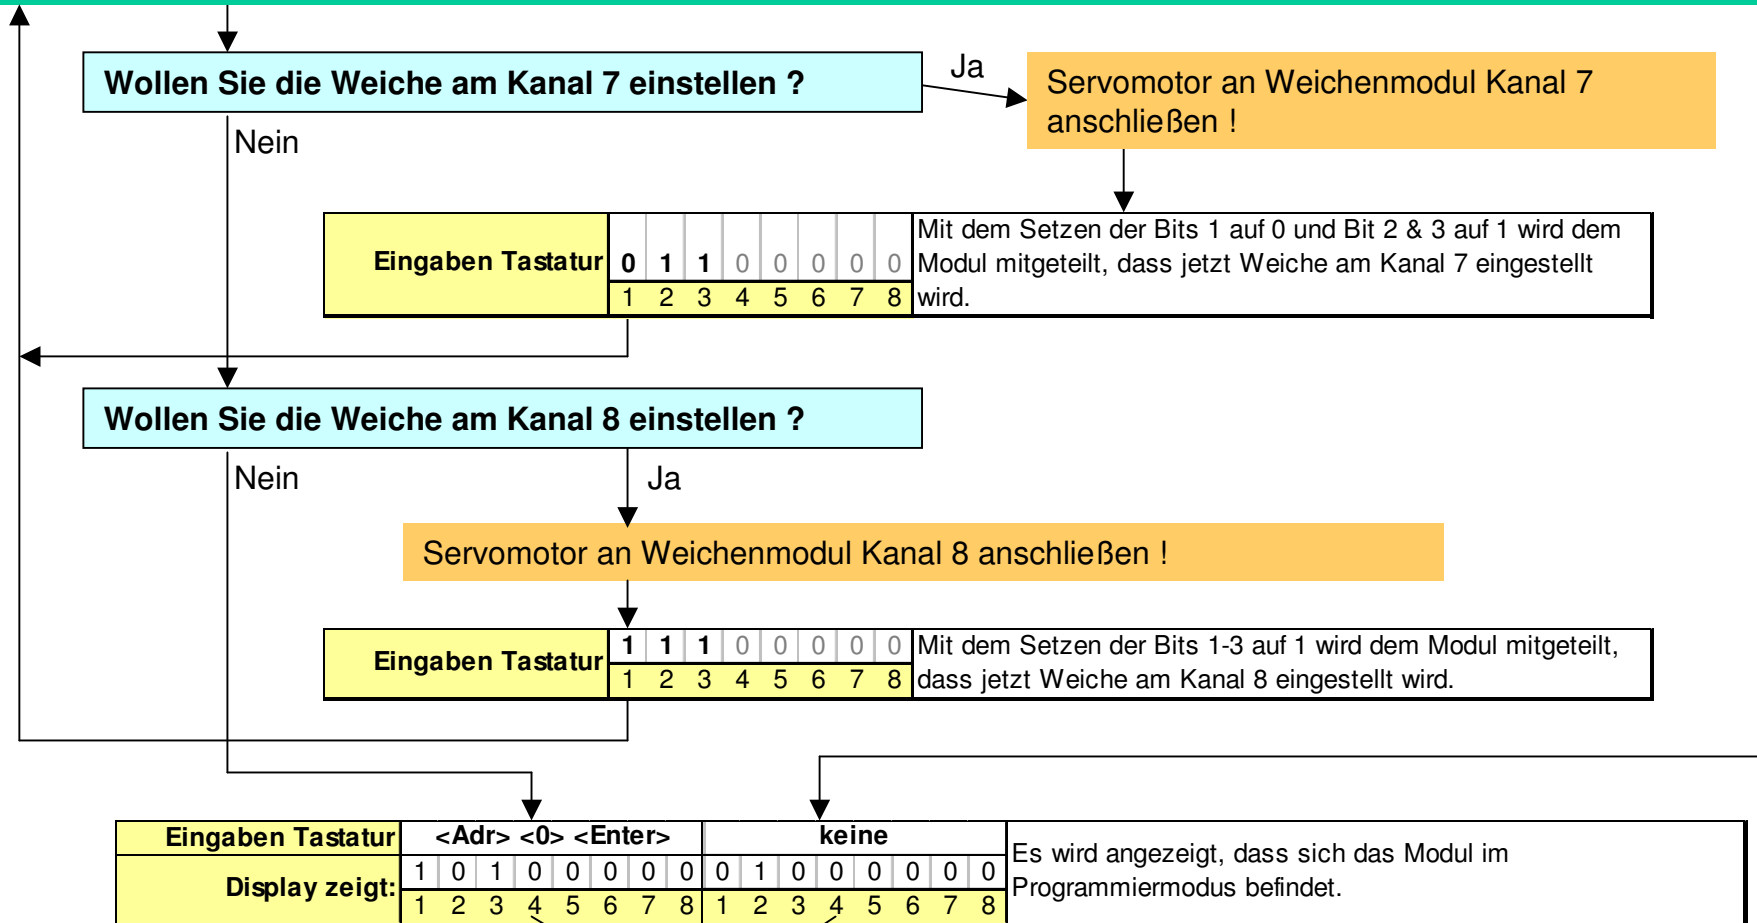 Wollen Sie die Weiche am Kanal 7 einstellen ?
Ja
Servomotor an Weichenmodul Kanal 7
anschließen !
Nein
Eingaben Tastatur
0 1 1 0 0 0 0 0
1 2 3 4 5 6 7 8
Mit dem Setzen der Bits 1 auf 0 und Bit 2 & 3 auf 1 wird dem
Modul mitgeteilt, dass jetzt Weiche am Kanal 7 eingestellt
wird.
Wollen Sie die Weiche am Kanal 8 einstellen ?
Nein
Ja
Servomotor an Weichenmodul Kanal 8 anschließen !
Eingaben Tastatur
1 1 1 0 0 0 0 0
1 2 3 4 5 6 7 8
Mit dem Setzen der Bits 1-3 auf 1 wird dem Modul mitgeteilt,
dass jetzt Weiche am Kanal 8 eingestellt wird.
Eingaben Tastatur <Adr> <0> <Enter> keine
Display zeigt:
1 0 1 0 0 0 0 0 0 1 0 0 0 0 0 0
1 2 3 4 5 6 7 8 1 2 3 4 5 6 7 8
Es wird angezeigt, dass sich das Modul im
Programmiermodus befindet.